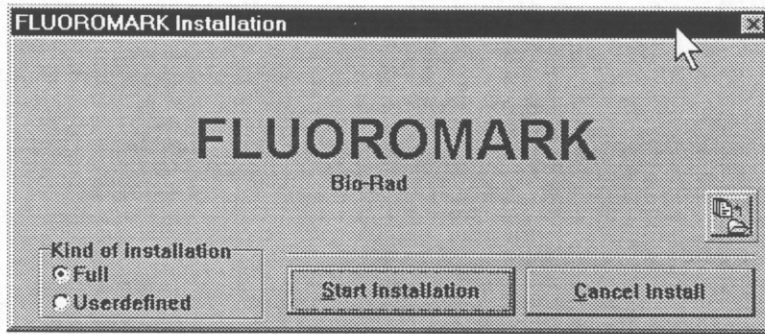 FLUOROMARK Installation
FLUOROMARK
Bio-Rad
Kind of installation
Full
Userdefined
Start Installation
Cancel Install